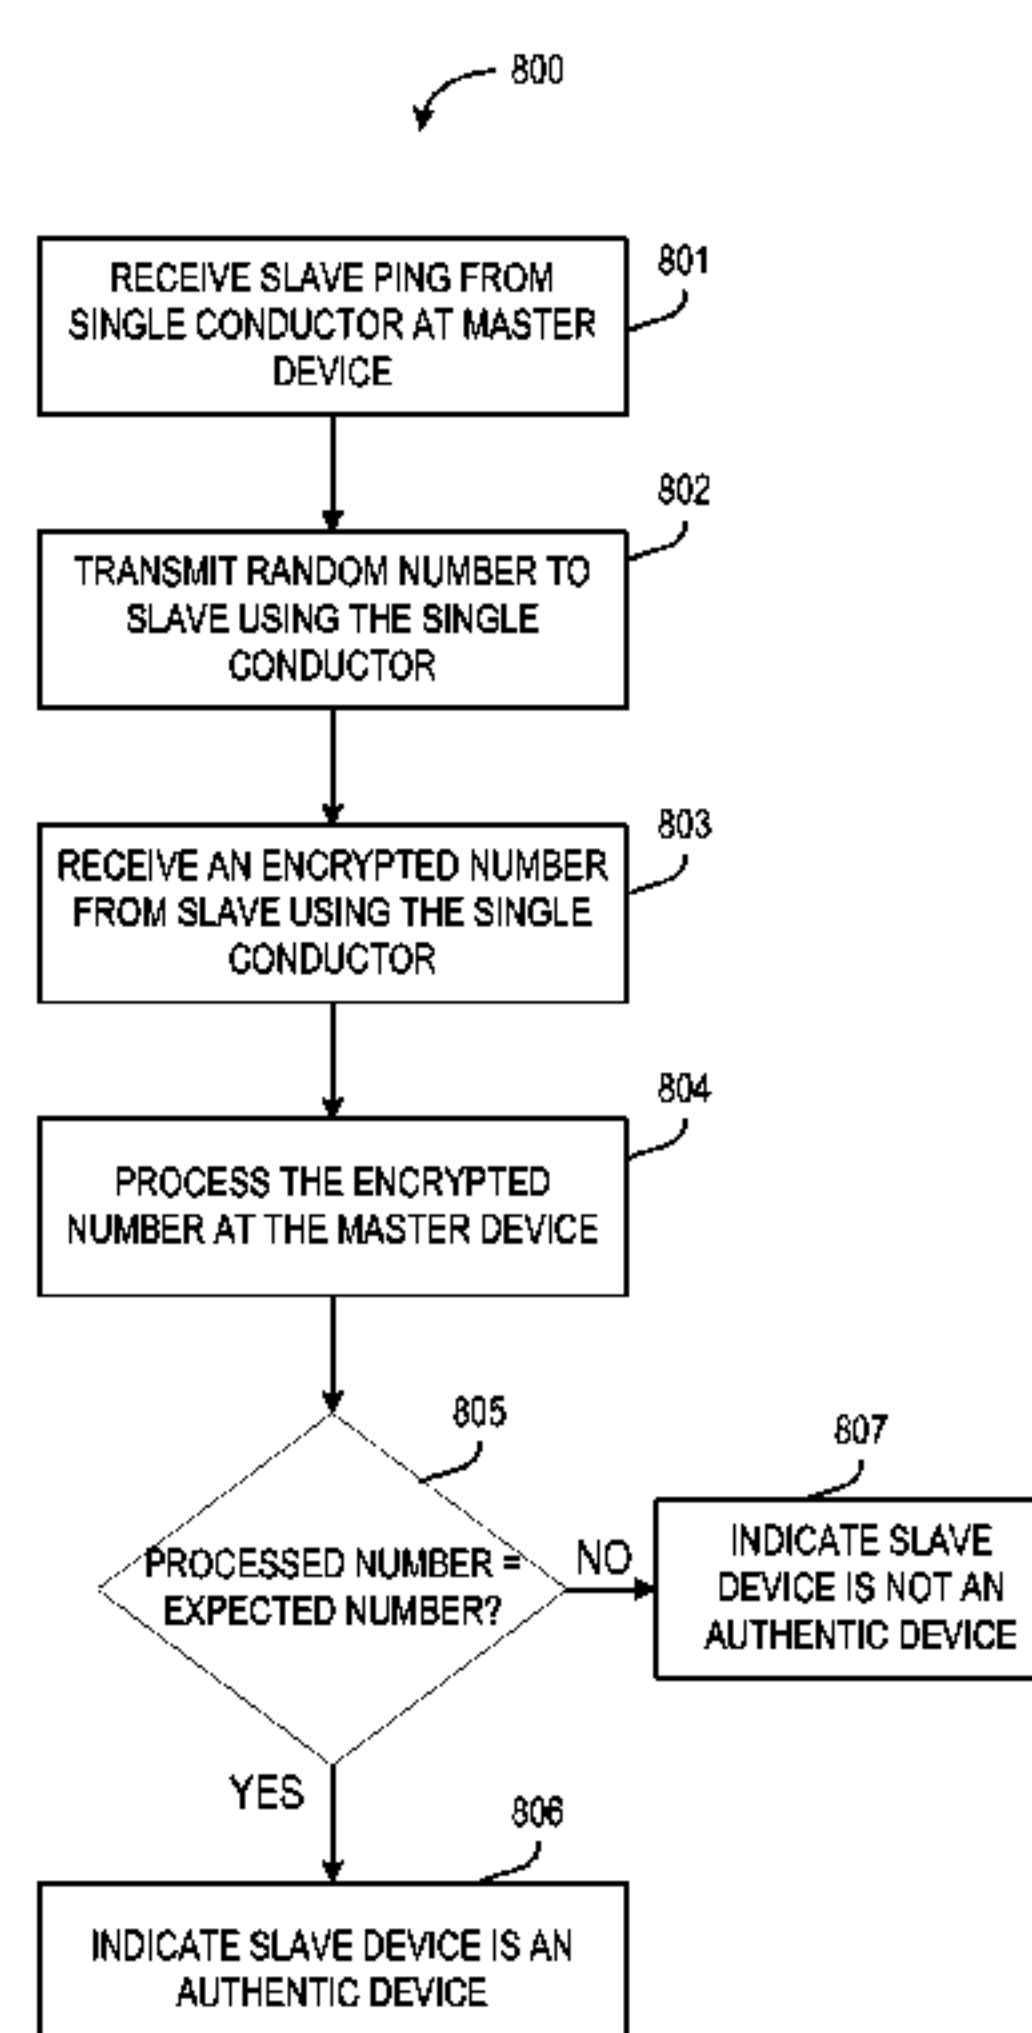 800
801
RECEIVE SLAVE PING FROM
SINGLE CONDUCTOR AT MASTER
DEVICE
802
TRANSMIT RANDOM NUMBER TO
SLAVE USING THE SINGLE
CONDUCTOR
803
RECEIVE AN ENCRYPTED NUMBER
FROM SLAVE USING THE SINGLE
CONDUCTOR
804
PROCESS THE ENCRYPTED
NUMBER AT THE MASTER DEVICE
805
PROCESSED NUMBER =
EXPECTED NUMBER?
NO
807
INDICATE SLAVE
DEVICE IS NOT AN
AUTHENTIC DEVICE
YES
806
INDICATE SLAVE DEVICE IS AN
AUTHENTIC DEVICE